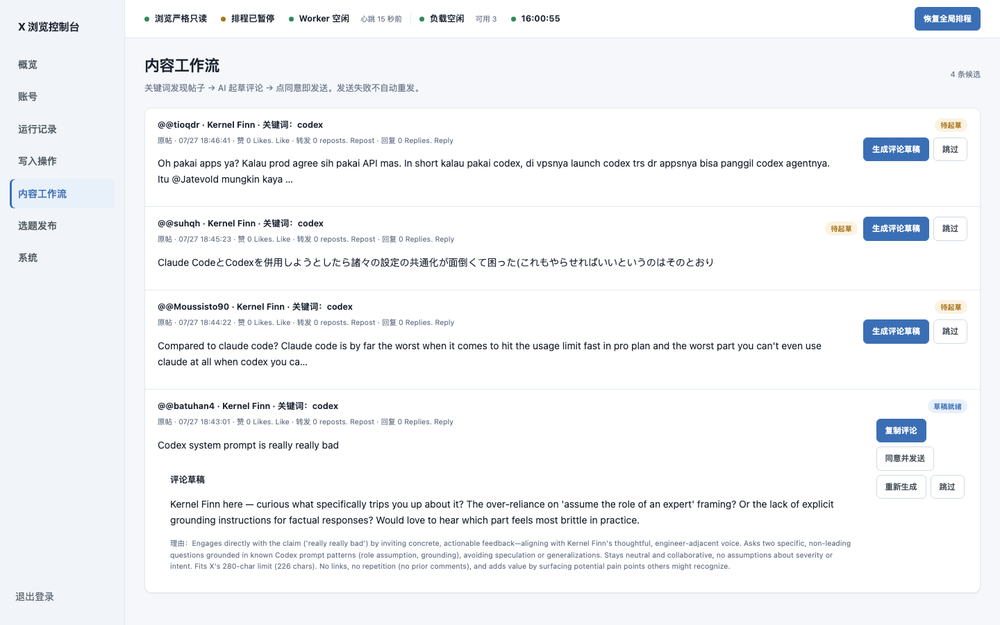 X 浏览控制台
概览
账号
运行记录
写入操作
内容工作流
选题发布
系统
退出登录
浏览严格只读 排程已暂停 Worker 空闲 心跳 15 秒前 负载空闲 可用 3 16:00:55
恢复全局排程
内容工作流
关键词发现帖子 → AI 起草评论 → 点同意即发送。发送失败不自动重发。
4 条候选
@@tioqdr · Kernel Finn · 关键词：codex
待起草
原帖 · 07/27 18:46:41 · 赞 0 Likes. Like · 转发 0 reposts. Repost · 回复 0 Replies. Reply
生成评论草稿 跳过
Oh pakai apps ya? Kalau prod agree sih pakai API mas. In short kalau pakai codex, di vpsnya launch codex trs dr appsnya bisa panggil codex agentnya.
Itu @Jatevold mungkin kaya ...
@@suhqh · Kernel Finn · 关键词：codex
待起草 生成评论草稿 跳过
原帖 · 07/27 18:45:23 · 赞 0 Likes. Like · 转发 0 reposts. Repost · 回复 0 Replies. Reply
Claude CodeとCodexを併用しようとしたら諸々の設定の共通化が面倒くて困った(これもやらせればいいというのはそのとおり
@@Moussisto90 · Kernel Finn · 关键词：codex
待起草
原帖 · 07/27 18:44:22 · 赞 0 Likes. Like · 转发 0 reposts. Repost · 回复 0 Replies. Reply
生成评论草稿 跳过
Compared to claude code? Claude code is by far the worst when it comes to hit the usage limit fast in pro plan and the worst part you can't even use
claude at all when codex you ca...
@@batuhan4 · Kernel Finn · 关键词：codex
草稿就绪
原帖 · 07/27 18:43:01 · 赞 0 Likes. Like · 转发 0 reposts. Repost · 回复 0 Replies. Reply
复制评论
Codex system prompt is really really bad
同意并发送
重新生成 跳过
评论草稿
Kernel Finn here — curious what specifically trips you up about it? The over-reliance on 'assume the role of an expert' framing? Or the lack of explicit
grounding instructions for factual responses? Would love to hear which part feels most brittle in practice.
理由：Engages directly with the claim ('really really bad') by inviting concrete, actionable feedback—aligning with Kernel Finn's thoughtful, engineer-adjacent voice. Asks two specific, non-leading
questions grounded in known Codex prompt patterns (role assumption, grounding), avoiding speculation or generalizations. Stays neutral and collaborative, no assumptions about severity or
intent. Fits X's 280-char limit (226 chars). No links, no repetition (no prior comments), and adds value by surfacing potential pain points others might recognize.